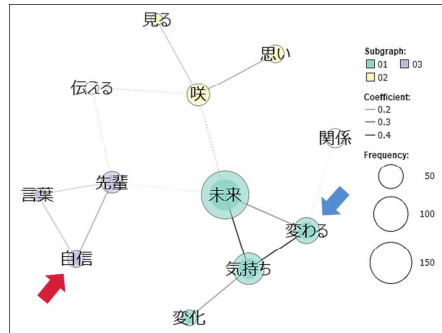 見る
思い
伝える
咲
関係
言葉
先輩
未来
変わる
自信
気持ち
変化
Subgraph:
01 03
02
Coefficient:
0.2
0.3
0.4
Frequency:
50
100
150